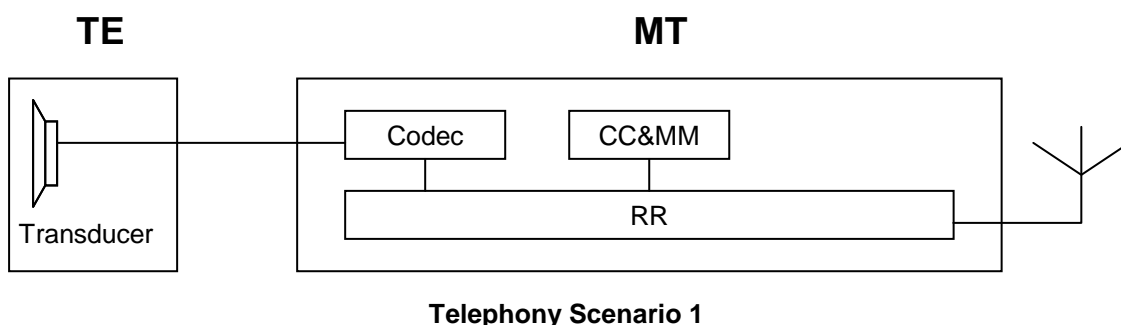 TE
MT
Codec
CC&MM
RR
Transducer
Telephony Scenario 1